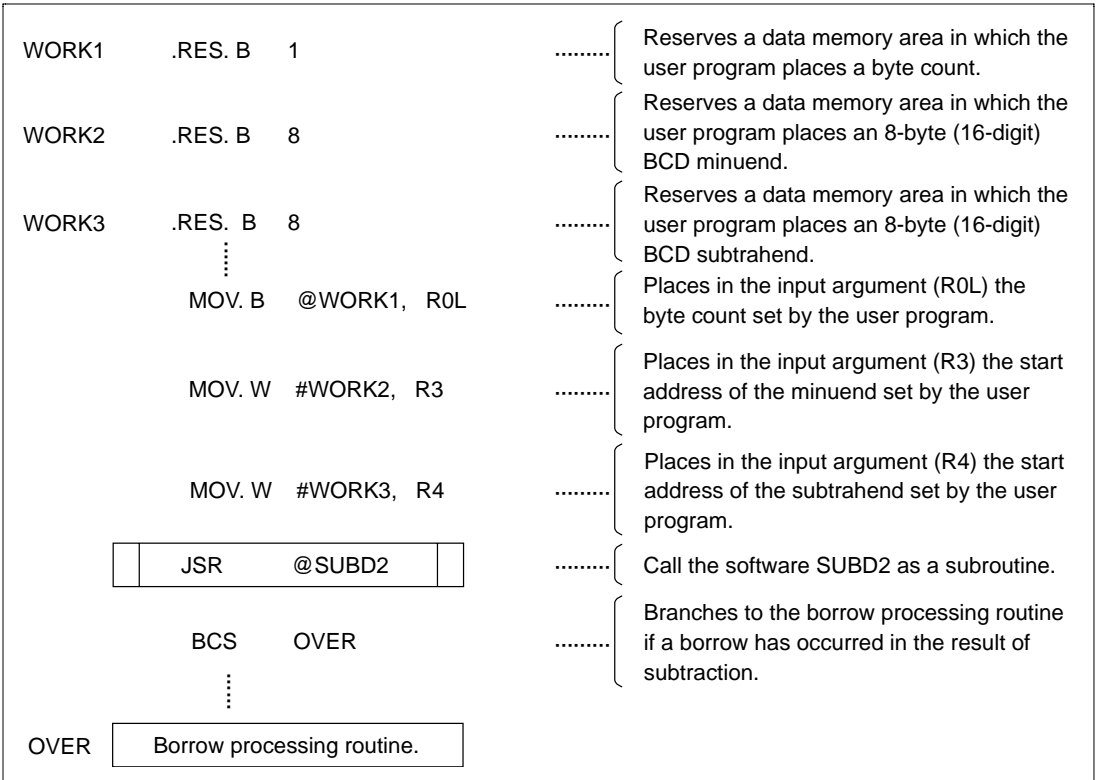 WORK1 .RES. B 1 ......... Reserves a data memory area in which the
user program places a byte count.
WORK2 .RES. B 8 ......... Reserves a data memory area in which the
user program places an 8-byte (16-digit)
BCD minuend.
WORK3 .RES. B 8 ......... Reserves a data memory area in which the
user program places an 8-byte (16-digit)
BCD subtrahend.
MOV. B @WORK1, R0L ......... Places in the input argument (R0L) the
byte count set by the user program.
MOV. W #WORK2, R3 ......... Places in the input argument (R3) the start
address of the minuend set by the user
program.
MOV. W #WORK3, R4 ......... Places in the input argument (R4) the start
address of the subtrahend set by the user
program.
JSR @SUBD2 ......... Call the software SUBD2 as a subroutine.
BCS OVER ......... Branches to the borrow processing routine
if a borrow has occurred in the result of
subtraction.
OVER Borrow processing routine.